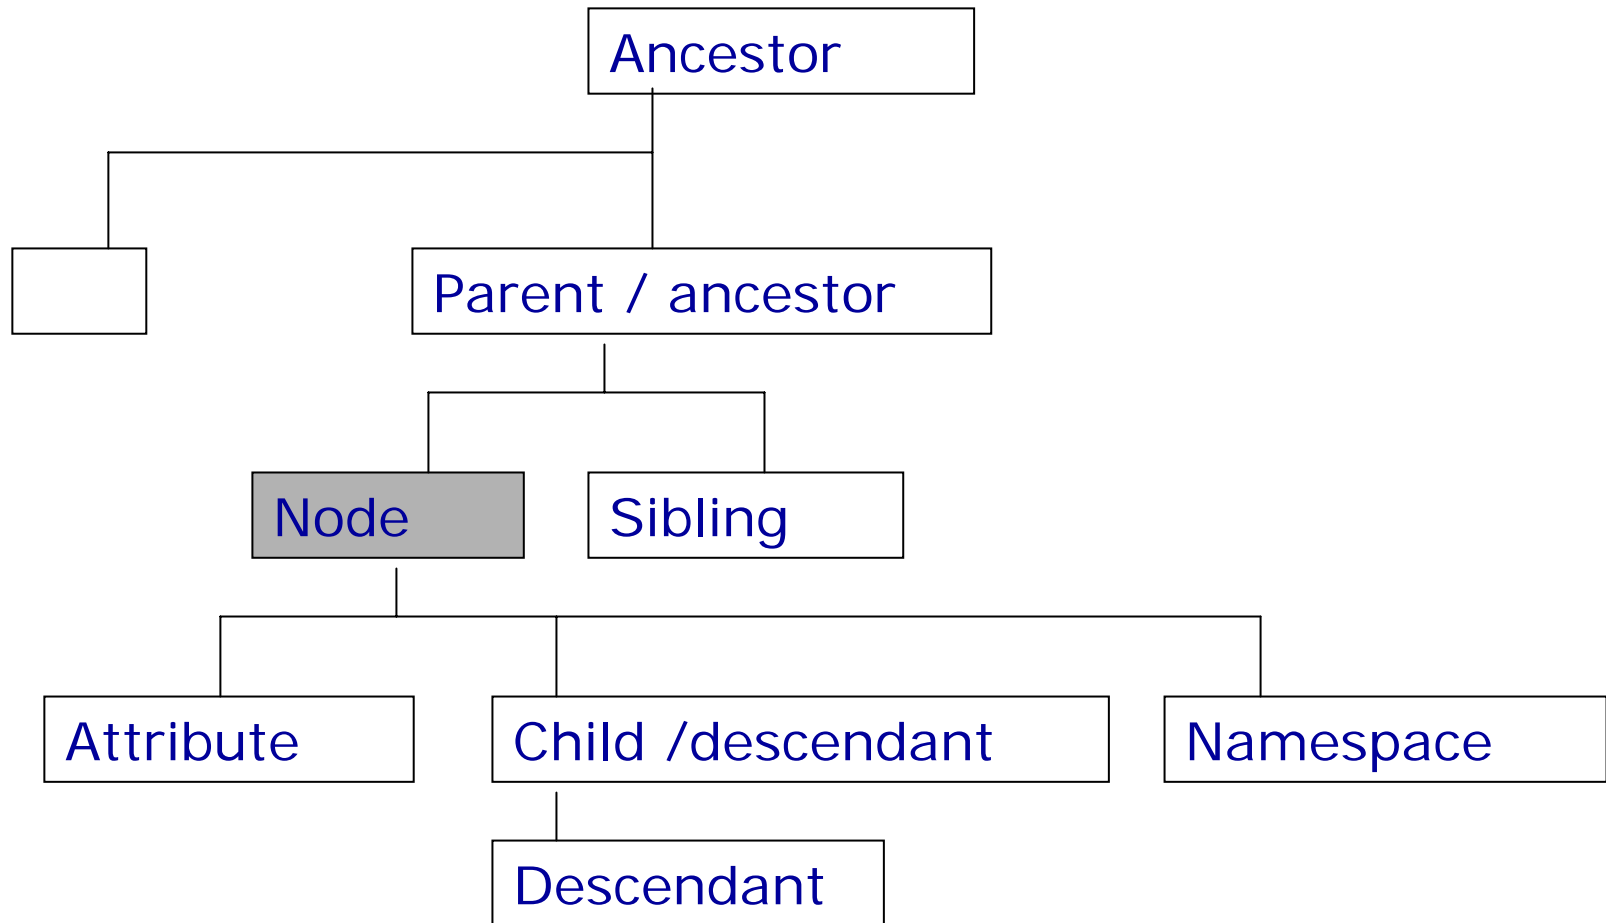 Ancestor
Parent / ancestor
Node
Sibling
Attribute
Child /descendant
Namespace
Descendant